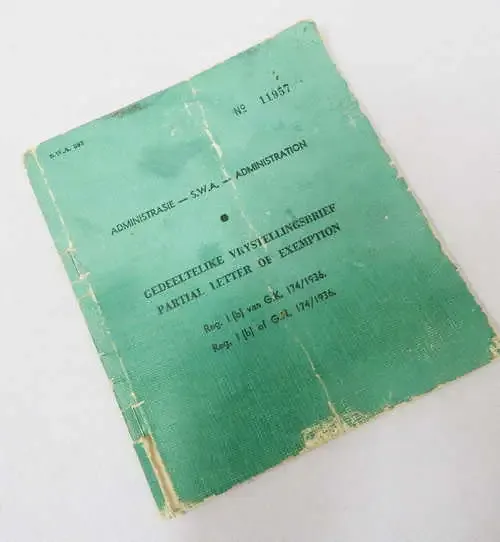 No 11957
S.W.A. 593
ADMINISTRASIE — S.W.A. — ADMINISTRATION
GEDEELTELIKE VRYSTELLINGSBRIEF
PARTIAL LETTER OF EXEMPTION
Reg. 1 (b) van G.K. 174/1936.
Reg. 1 (b) of G.N. 174/1936.